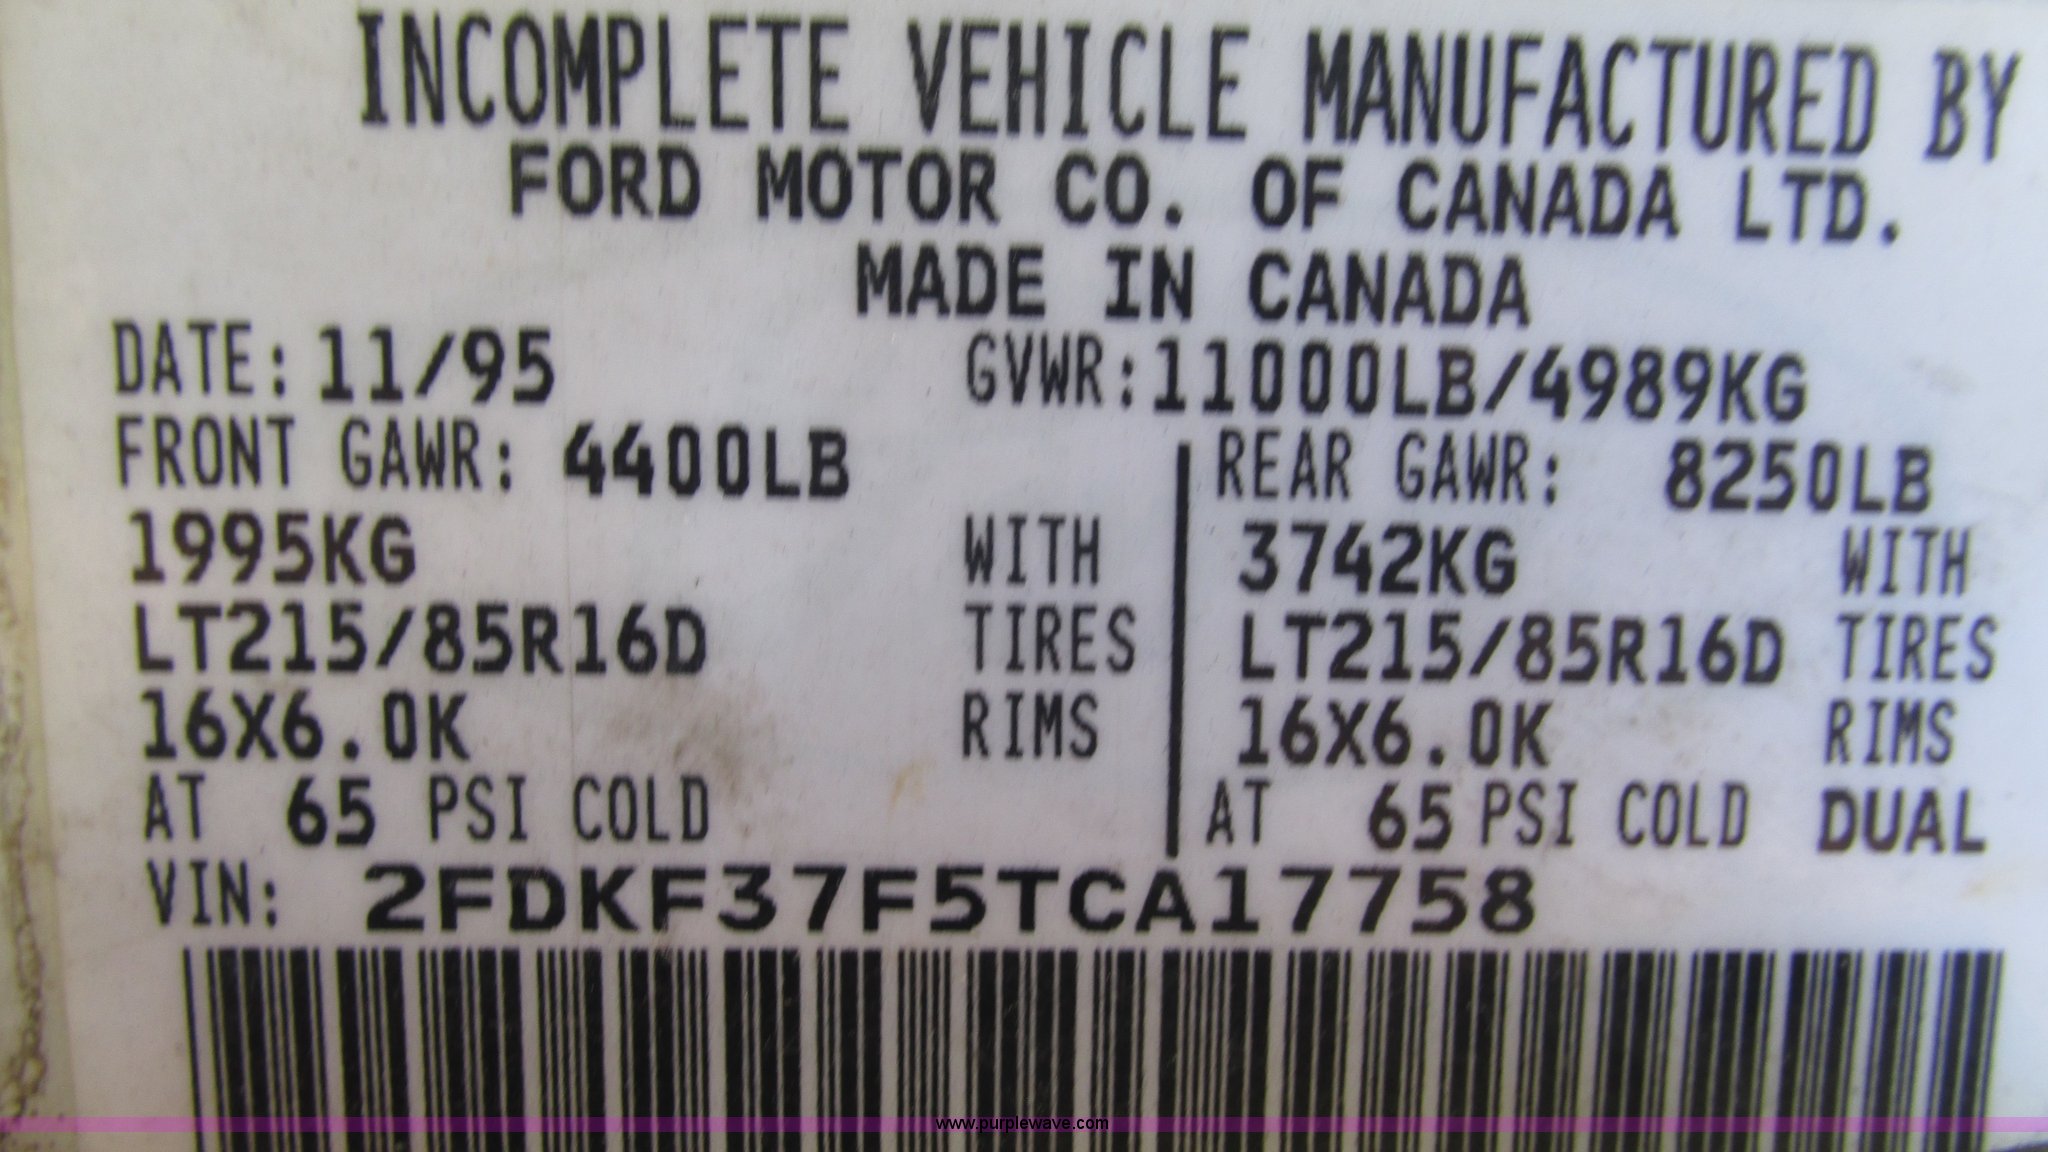 INCOMPLETE VEHICLE MANUFACTURED BY
FORD MOTOR CO. OF CANADA LTD.
MADE IN CANADA
DATE: 11/95 GVWR:11000LB/4989KG
FRONT GAWR: 4400LB REAR GAWR: 8250LB
1995KG WITH 3742KG WITH
LT215/85R16D TIRES LT215/85R16D TIRES
16X6.0K RIMS 16X6.0K RIMS
AT 65 PSI COLD AT 65 PSI COLD DUAL
VIN: 2FDKF37F5TCA17758
www.purplewave.com